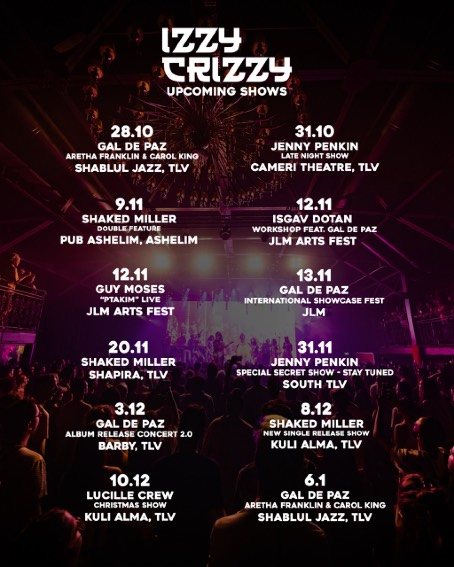 IZZY
CRIZZY
UPCOMING SHOWS
28.10
GAL DE PAZ
ARETHA FRANKLIN & CAROL KING
SHABLUL JAZZ, TLV
31.10
JENNY PENKIN
LATE NIGHT SHOW
CAMERI THEATRE, TLV
9.11
SHAKED MILLER
DOUBLE FEATURE
PUB ASHELIM, ASHELIM
12.11
ISGAV DOTAN
WORKSHOP FEAT. GAL DE PAZ
JLM ARTS FEST
12.11
GUY MOSES
"PTAKIM" LIVE
JLM ARTS FEST
13.11
GAL DE PAZ
INTERNATIONAL SHOWCASE FEST
JLM
20.11
SHAKED MILLER
SHAPIRA, TLV
31.11
JENNY PENKIN
SPECIAL SECRET SHOW - STAY TUNED
SOUTH TLV
3.12
GAL DE PAZ
ALBUM RELEASE CONCERT 2.0
BARBY, TLV
8.12
SHAKED MILLER
NEW SINGLE RELEASE SHOW
KULI ALMA, TLV
10.12
LUCILLE CREW
CHRISTMAS SHOW
KULI ALMA, TLV
6.1
GAL DE PAZ
ARETHA FRANKLIN & CAROL KING
SHABLUL JAZZ, TLV